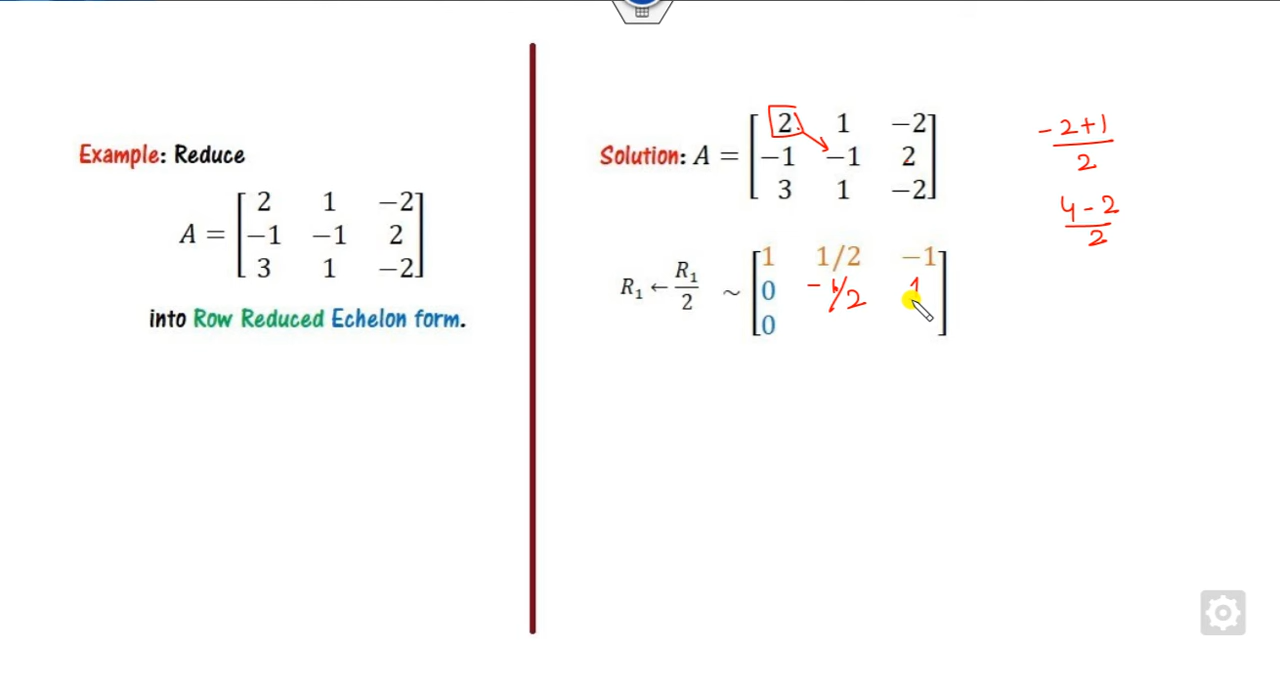 Example: Reduce
A = [ 2 1 −2
−1 −1 2
3 1 −2 ]
into Row Reduced Echelon form.
Solution: A = [ 2 1 −2
−1 −1 2
3 1 −2 ]
R₁ ← R₁/2 ~ [ 1 1/2 −1
0 -1/2 1
0 ]
-2+1
2
4-2
2